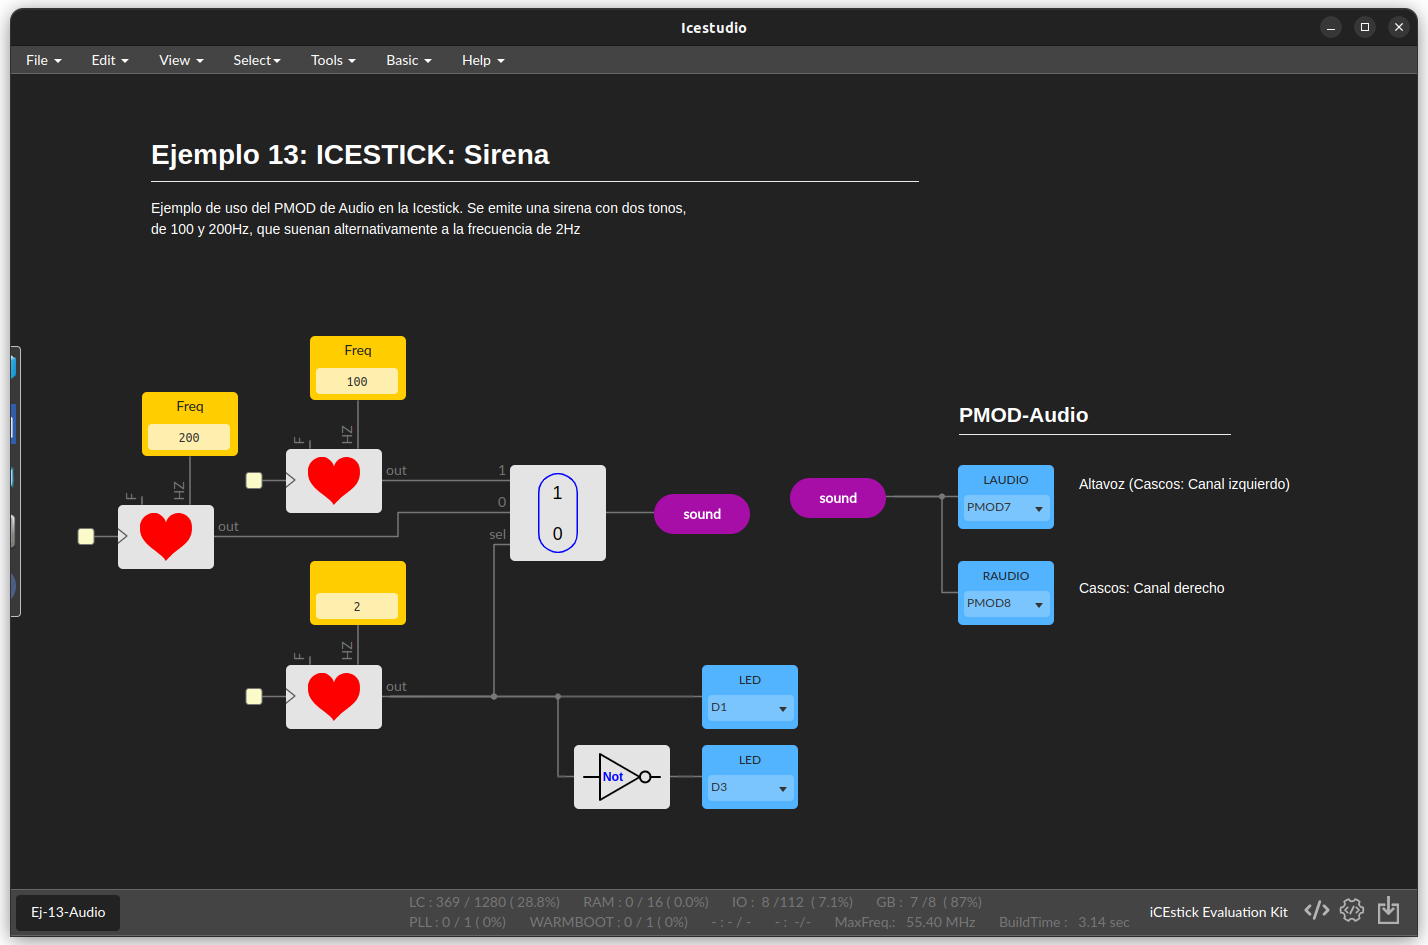 Icestudio
File Edit View Select Tools Basic Help
Ejemplo 13: ICESTICK: Sirena
Ejemplo de uso del PMOD de Audio en la Icestick. Se emite una sirena con dos tonos,
de 100 y 200Hz, que suenan alternativamente a la frecuencia de 2Hz
Freq
100
Freq
200
F
HZ
out
F
HZ
out
1
0
sel
1
0
sound
sound
PMOD-Audio
LAUDIO
PMOD7
Altavoz (Cascos: Canal izquierdo)
RAUDIO
PMOD8
Cascos: Canal derecho
2
F
HZ
out
LED
D1
Not
LED
D3
Ej-13-Audio
LC : 369 / 1280 ( 28.8%) RAM : 0 / 16 ( 0.0%) IO : 8 /112 ( 7.1%) GB : 7 /8 ( 87%)
PLL : 0 / 1 ( 0%) WARMBOOT : 0 / 1 ( 0%) - : - / - - : -/- MaxFreq.: 55.40 MHz BuildTime : 3.14 sec
iCEstick Evaluation Kit